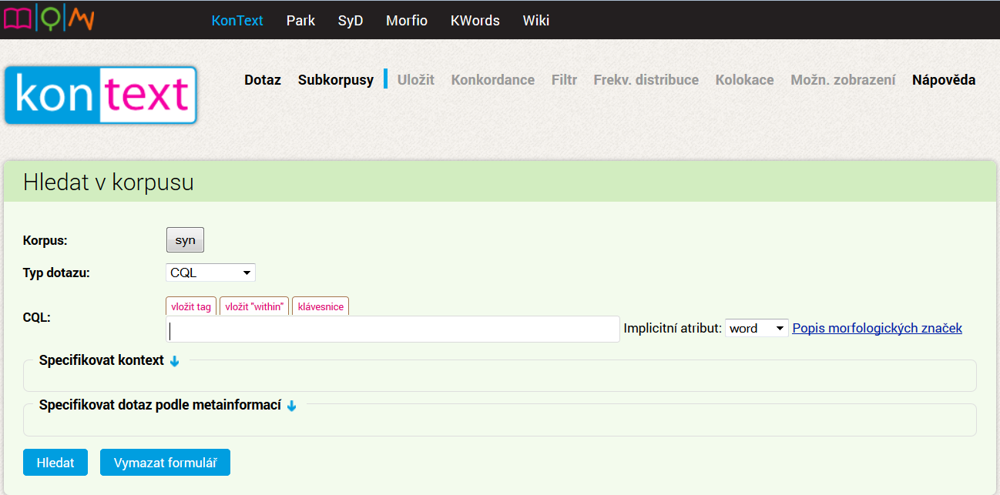 KonText Park SyD Morfio KWords Wiki
kontext
Dotaz Subkorpusy Uložit Konkordance Filtr Frekv. distribuce Kolokace Možn. zobrazení Nápověda
Hledat v korpusu
Korpus: syn
Typ dotazu: CQL
vložit tag vložit "within" klávesnice
CQL:
Implicitní atribut: word Popis morfologických značek
Specifikovat kontext
Specifikovat dotaz podle metainformací
Hledat Vymazat formulář